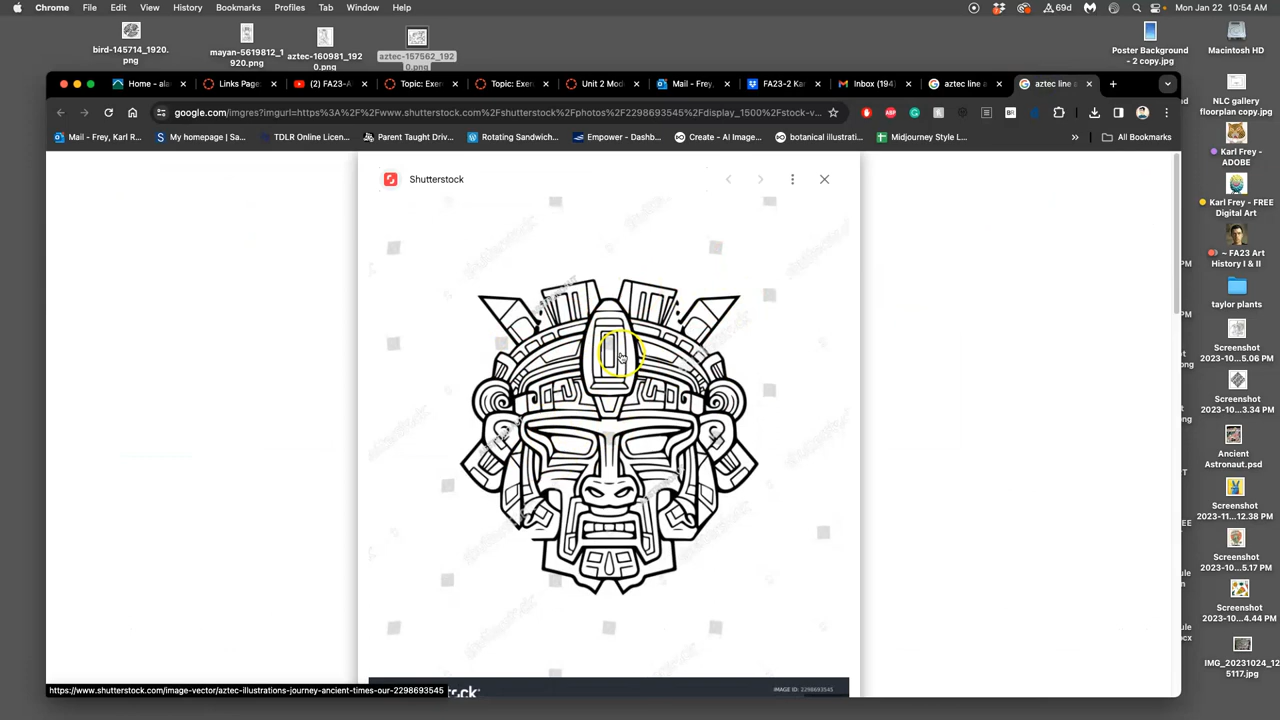 Chrome File Edit View History Bookmarks Profiles Tab Window Help
69d Mon Jan 22 10:54 AM
bird-145714_1920.
png
mayan-5619812_1
920.png
aztec-160981_192
0.png
aztec-157562_192
0.png
Poster Background
- 2 copy.jpg
Macintosh HD
Home - ala
Links Page:
(2) FA23-A
Topic: Exer
Topic: Exer
Unit 2 Mod
Mail - Frey,
FA23-2 Kar
Inbox (194)
aztec line a
aztec line a
google.com/imgres?imgurl=https%3A%2F%2Fwww.shutterstock.com%2Fshutterstock%2Fphotos%2F2298693545%2Fdisplay_1500%2Fstock-v...
Mail - Frey, Karl R...
My homepage | Sa...
TDLR Online Licen...
Parent Taught Driv...
Rotating Sandwich...
Empower - Dashb...
Create - AI Image...
botanical illustrati...
Midjourney Style L...
All Bookmarks
Shutterstock
IMAGE ID: 2298693545
https://www.shutterstock.com/image-vector/aztec-illustrations-journey-ancient-times-our-2298693545
NLC gallery
floorplan copy.jpg
Karl Frey -
ADOBE
Karl Frey - FREE
Digital Art
~ FA23 Art
History I & II
taylor plants
Screenshot
2023-10...5.06 PM
Screenshot
2023-10...3.34 PM
Ancient
Astronaut.psd
Screenshot
2023-11...12.38 PM
Screenshot
2023-10...5.17 PM
Screenshot
2023-10...4.44 PM
IMG_20231024_12
5117.jpg